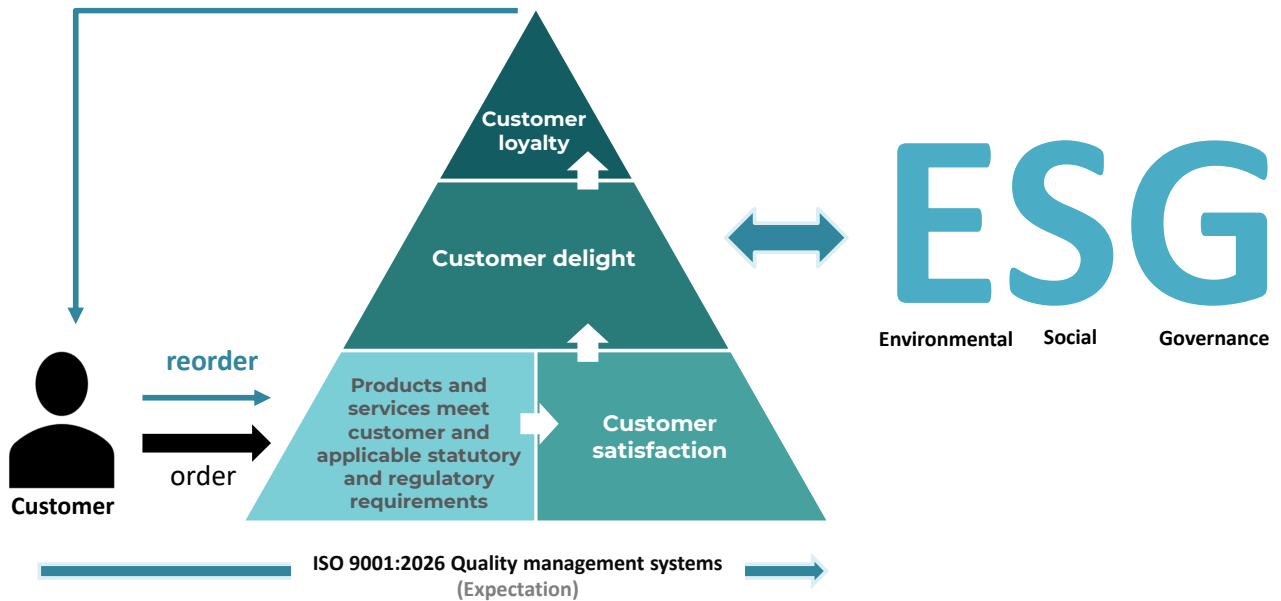 Customer
loyalty
Customer delight
ESG
Environmental
Social
Governance
reorder
order
Customer
Products and
services meet
customer and
applicable statutory
and regulatory
requirements
Customer
satisfaction
ISO 9001:2026 Quality management systems
(Expectation)